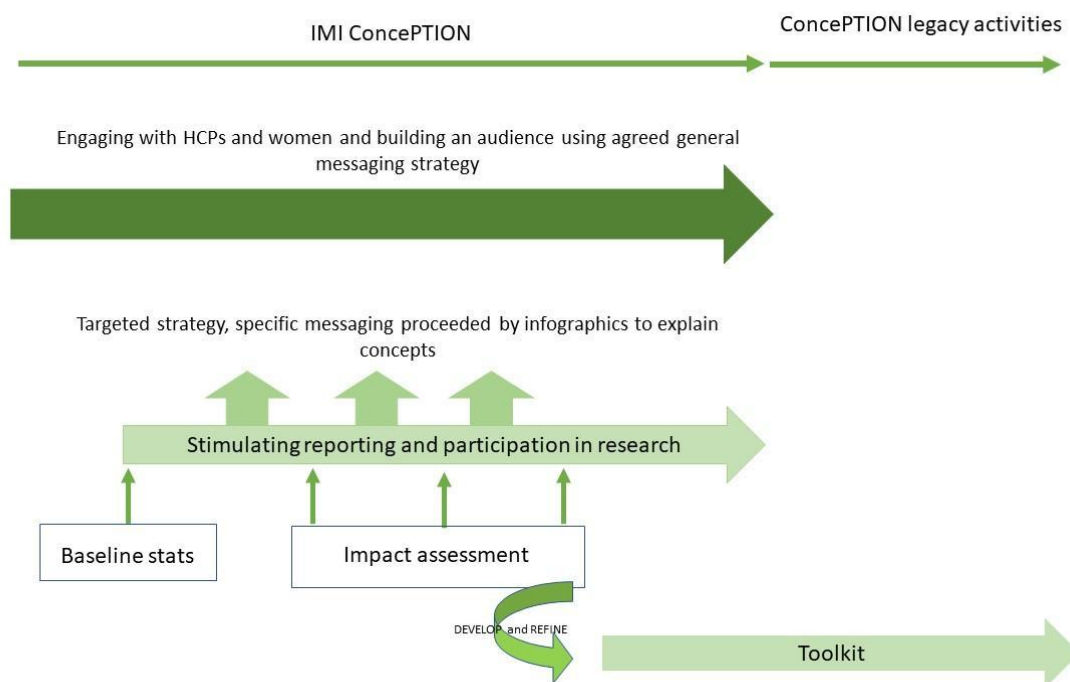 IMI ConcePTION
ConcePTION legacy activities
Engaging with HCPs and women and building an audience using agreed general
messaging strategy
Targeted strategy, specific messaging proceeded by infographics to explain
concepts
Stimulating reporting and participation in research
Baseline stats
Impact assessment
DEVELOP and REFINE
Toolkit